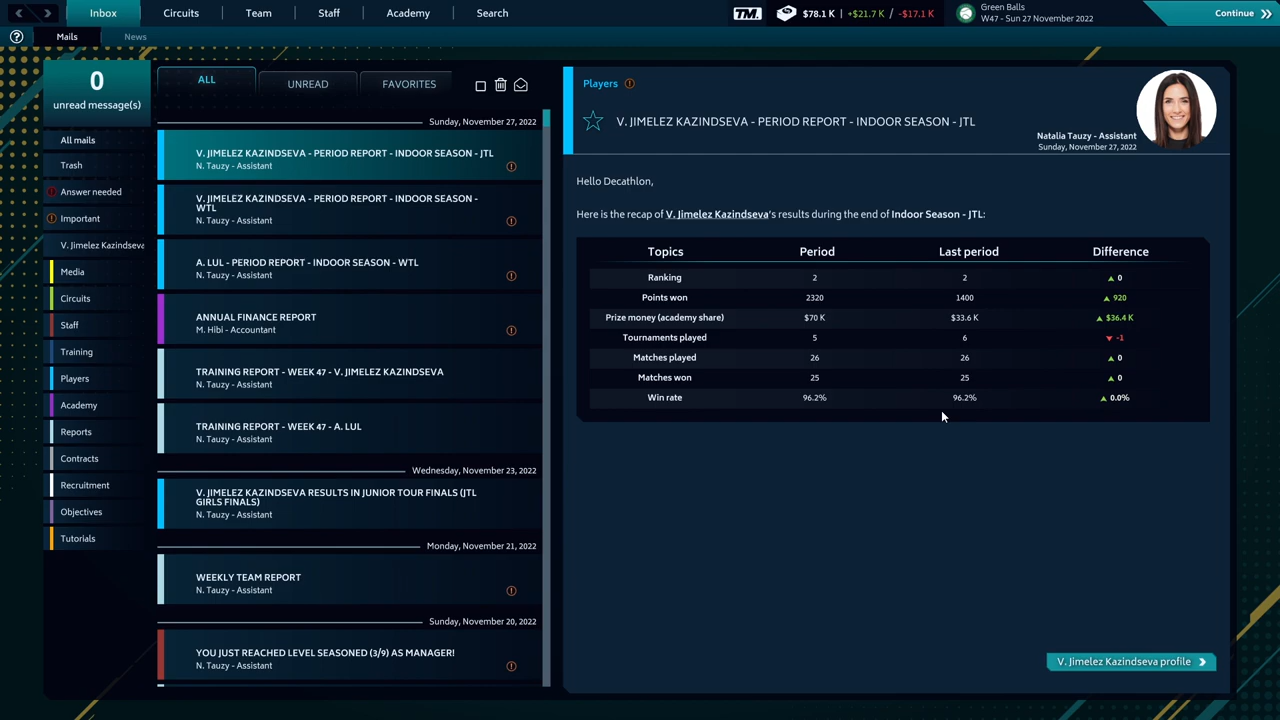 Inbox
Circuits
Team
Staff
Academy
Search
TM.
$78.1 K | +$21.7 K / -$17.1 K
Green Balls
W47 - Sun 27 November 2022
Continue
Mails
News
0
unread message(s)
All mails
Trash
Answer needed
Important
V. Jimelez Kazindseva
Media
Circuits
Staff
Training
Players
Academy
Reports
Contracts
Recruitment
Objectives
Tutorials
ALL
UNREAD
FAVORITES
Sunday, November 27, 2022
V. JIMELEZ KAZINDSEVA - PERIOD REPORT - INDOOR SEASON - JTL
N. Tauzy - Assistant
V. JIMELEZ KAZINDSEVA - PERIOD REPORT - INDOOR SEASON -
WTL
N. Tauzy - Assistant
A. LUL - PERIOD REPORT - INDOOR SEASON - WTL
N. Tauzy - Assistant
ANNUAL FINANCE REPORT
M. Hibi - Accountant
TRAINING REPORT - WEEK 47 - V. JIMELEZ KAZINDSEVA
N. Tauzy - Assistant
TRAINING REPORT - WEEK 47 - A. LUL
N. Tauzy - Assistant
Wednesday, November 23, 2022
V. JIMELEZ KAZINDSEVA RESULTS IN JUNIOR TOUR FINALS (JTL
GIRLS FINALS)
N. Tauzy - Assistant
Monday, November 21, 2022
WEEKLY TEAM REPORT
N. Tauzy - Assistant
Sunday, November 20, 2022
YOU JUST REACHED LEVEL SEASONED (3/9) AS MANAGER!
N. Tauzy - Assistant
Players
V. JIMELEZ KAZINDSEVA - PERIOD REPORT - INDOOR SEASON - JTL
Natalia Tauzy - Assistant
Sunday, November 27, 2022
Hello Decathlon,
Here is the recap of V. Jimelez Kazindseva's results during the end of Indoor Season - JTL:
Topics Period Last period Difference
Ranking 2 2 0
Points won 2320 1400 920
Prize money (academy share) $70 K $33.6 K $36.4 K
Tournaments played 5 6 -1
Matches played 26 26 0
Matches won 25 25 0
Win rate 96.2% 96.2% 0.0%
V. Jimelez Kazindseva profile